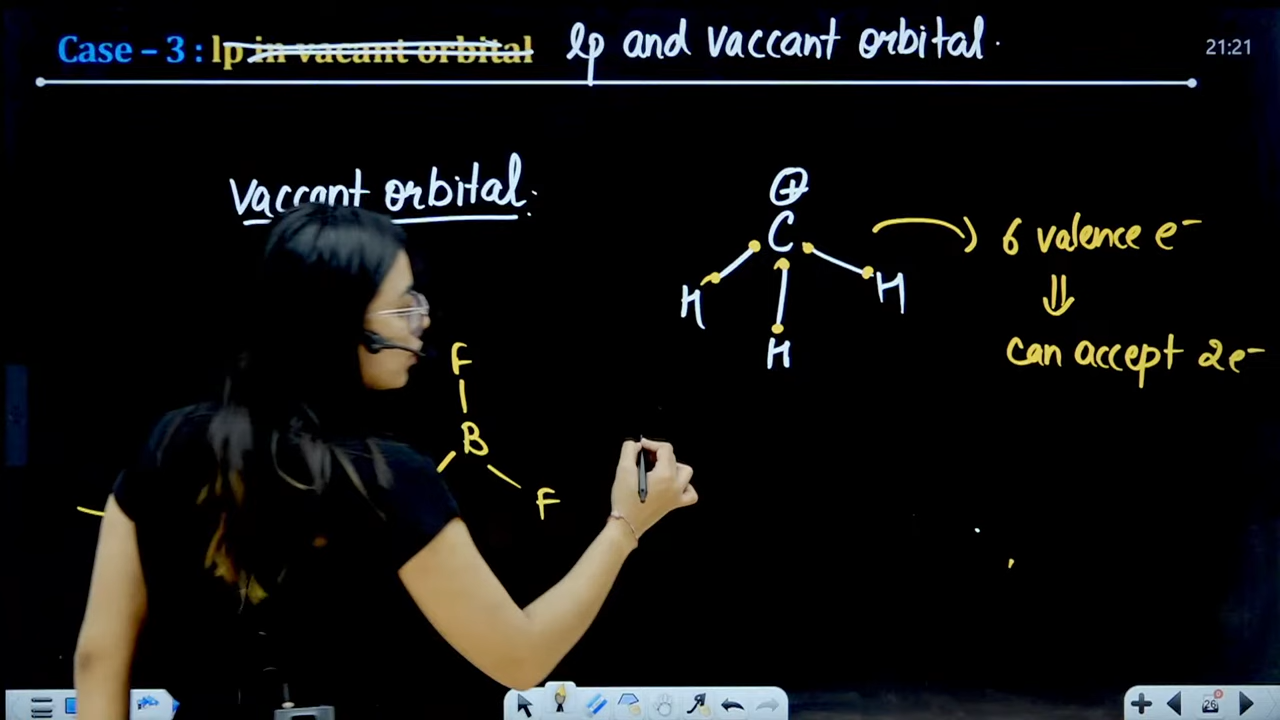 Case – 3 : lp in vacant orbital lp and vaccant orbital.
21:21
vaccant orbital:
⊕
C
H
H
H
6 valence e⁻
⇓
can accept 2e⁻
F
B
F
26